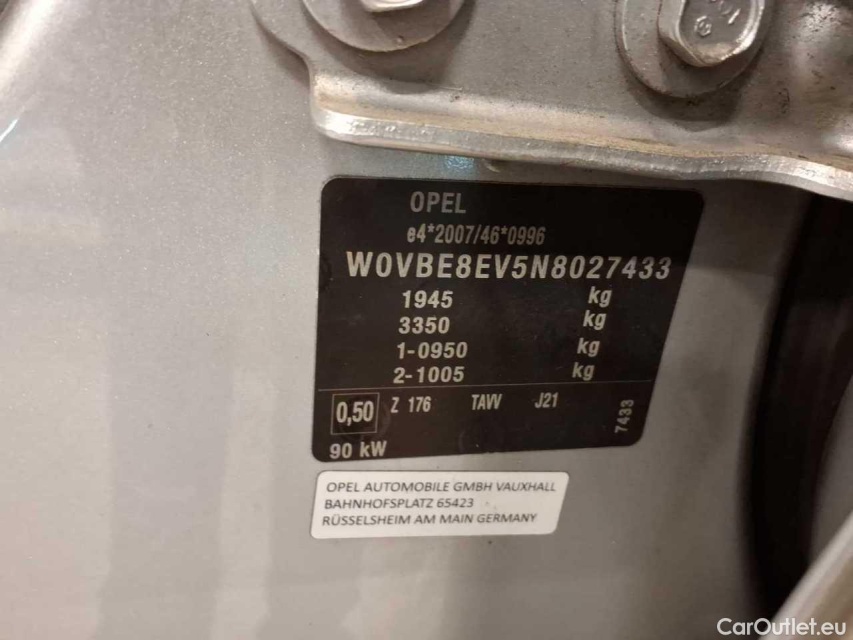 OPEL
e4*2007/46*0996
W0VBE8EV5N8027433
1945 kg
3350 kg
1-0950 kg
2-1005 kg
0,50 Z 176 TAW J21
7433
90 kW
OPEL AUTOMOBILE GMBH VAUXHALL
BAHNHOFSPLATZ 65423
RÜSSELSHEIM AM MAIN GERMANY
CarOutlet.eu